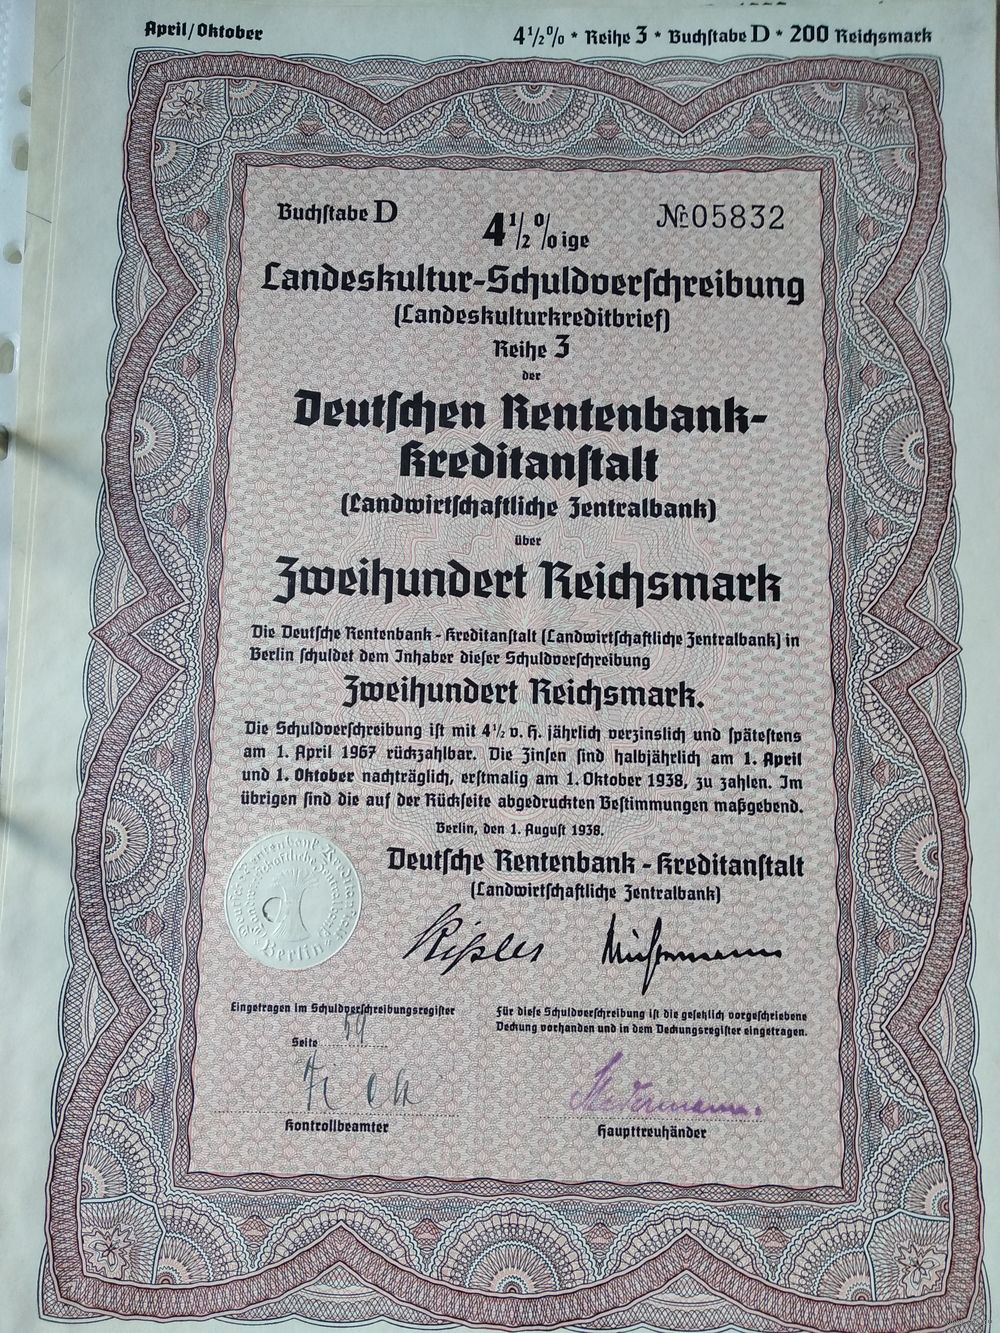 April/Oktober
4½% * Reihe 3 * Buchstabe D * 200 Reichsmark
Buchstabe D
№ 05832
4½%ige
Landeskultur-Schuldverschreibung
(Landeskulturkreditbrief)
Reihe 3
der
Deutschen Rentenbank-
Kreditanstalt
(Landwirtschaftliche Zentralbank)
über
Zweihundert Reichsmark
Die Deutsche Rentenbank-Kreditanstalt (Landwirtschaftliche Zentralbank) in
Berlin schuldet dem Inhaber dieser Schuldverschreibung
Zweihundert Reichsmark.
Die Schuldverschreibung ist mit 4½ v. H. jährlich verzinslich und spätestens
am 1. April 1967 rückzahlbar. Die Zinsen sind halbjährlich am 1. April
und 1. Oktober nachträglich, erstmalig am 1. Oktober 1938, zu zahlen. Im
übrigen sind die auf der Rückseite abgedruckten Bestimmungen maßgebend.
Berlin, den 1. August 1938.
Deutsche Rentenbank-Kreditanstalt
(Landwirtschaftliche Zentralbank)
Deutsche Rentenbank-Kreditanstalt
Landwirtschaftliche Zentralbank
Berlin
Eingetragen im Schuldverschreibungsregister
Seite 59
Für diese Schuldverschreibung ist die gesetzlich vorgeschriebene
Deckung vorhanden und in dem Deckungsregister eingetragen.
Kontrollbeamter
Haupttreuhänder